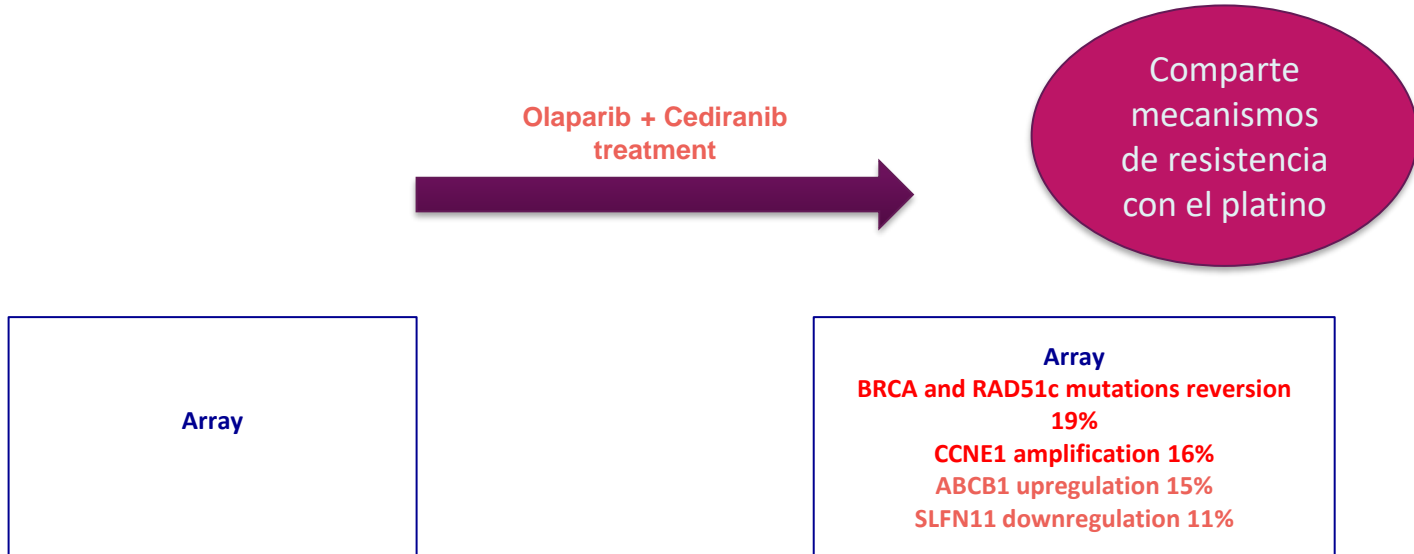 Olaparib + Cediranib
treatment
Comparte
mecanismos
de resistencia
con el platino
Array
Array
BRCA and RAD51c mutations reversion
19%
CCNE1 amplification 16%
ABCB1 upregulation 15%
SLFN11 downregulation 11%